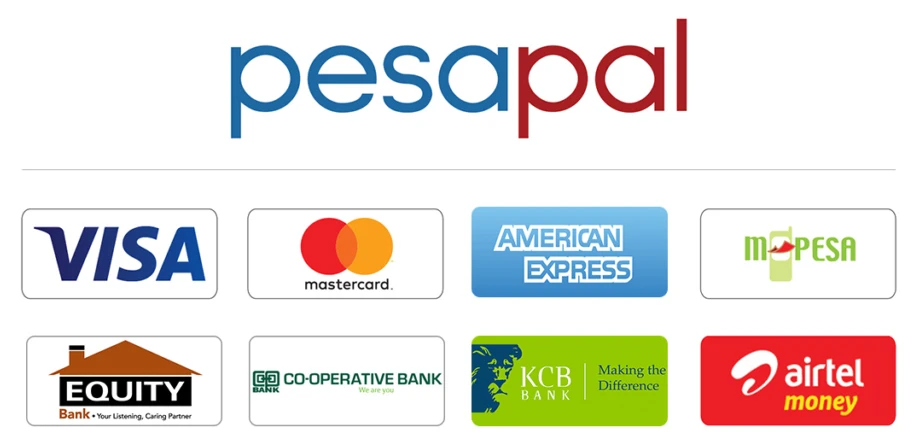 pesapal
VISA
mastercard.
AMERICAN
EXPRESS
M PESA
EQUITY
Bank • Your Listening, Caring Partner
BANK
CO-OPERATIVE BANK
We are you
KCB
BANK
Making the
Difference
airtel
money